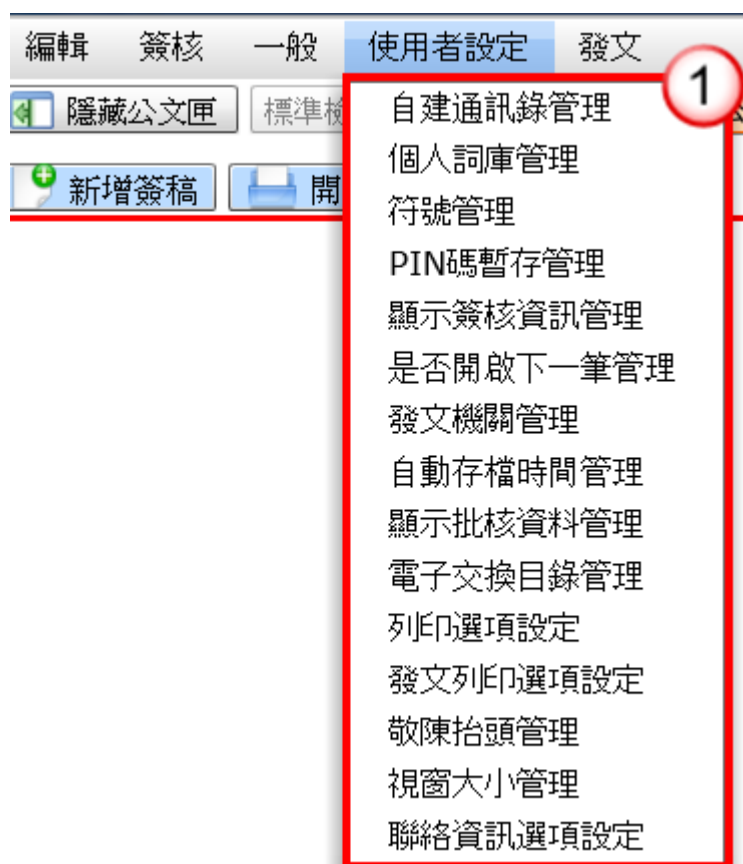 編輯 簽核 一般 使用者設定 發文
1
隱藏公文匣 標準
新增簽稿 開
自建通訊錄管理
個人詞庫管理
符號管理
PIN碼暫存管理
顯示簽核資訊管理
是否開啟下一筆管理
發文機關管理
自動存檔時間管理
顯示批核資料管理
電子交換目錄管理
列印選項設定
發文列印選項設定
敬陳抬頭管理
視窗大小管理
聯絡資訊選項設定